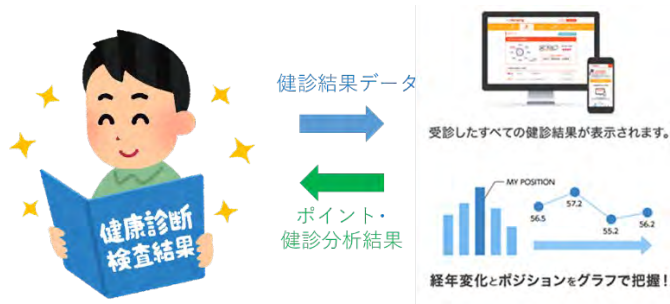 健康診断
検査結果
健診結果データ
ポイント・
健診分析結果
受診したすべての健診結果が表示されます。
MY POSITION
56.5
57.2
55.2
56.2
経年変化とポジションをグラフで把握!